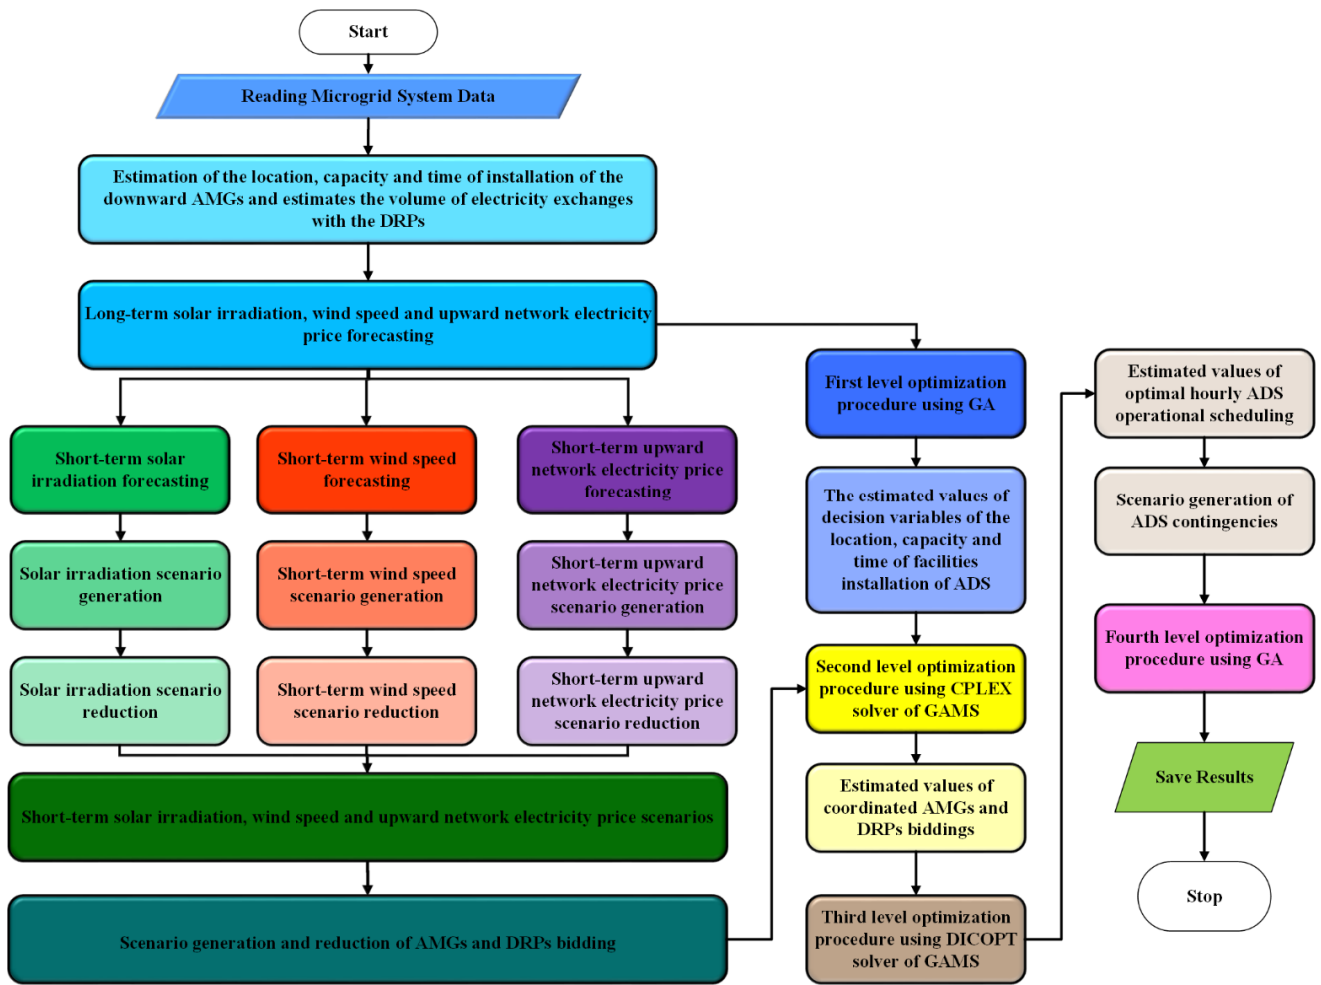 Start
Reading Microgrid System Data
Estimation of the location, capacity and time of installation of the
downward AMGs and estimates the volume of electricity exchanges
with the DRPs
Long-term solar irradiation, wind speed and upward network electricity
price forecasting
Short-term solar
irradiation forecasting
Short-term wind speed
forecasting
Short-term upward
network electricity price
forecasting
Solar irradiation scenario
generation
Short-term wind speed
scenario generation
Short-term upward
network electricity price
scenario generation
Solar irradiation scenario
reduction
Short-term wind speed
scenario reduction
Short-term upward
network electricity price
scenario reduction
Short-term solar irradiation, wind speed and upward network electricity price scenarios
Scenario generation and reduction of AMGs and DRPs bidding
First level optimization
procedure using GA
The estimated values of
decision variables of the
location, capacity and
time of facilities
installation of ADS
Second level optimization
procedure using CPLEX
solver of GAMS
Estimated values of
coordinated AMGs and
DRPs biddings
Third level optimization
procedure using DICOPT
solver of GAMS
Estimated values of
optimal hourly ADS
operational scheduling
Scenario generation of
ADS contingencies
Fourth level optimization
procedure using GA
Save Results
Stop